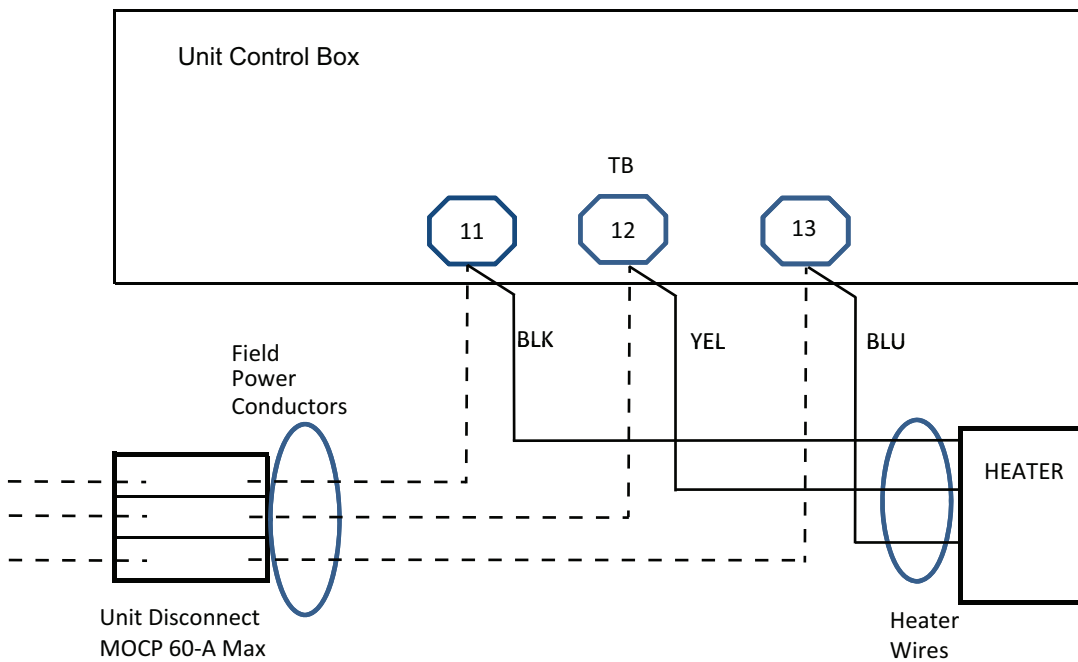 Unit Control Box
TB
11
12
13
BLK
YEL
BLU
Field
Power
Conductors
HEATER
Unit Disconnect
MOCP 60-A Max
Heater
Wires